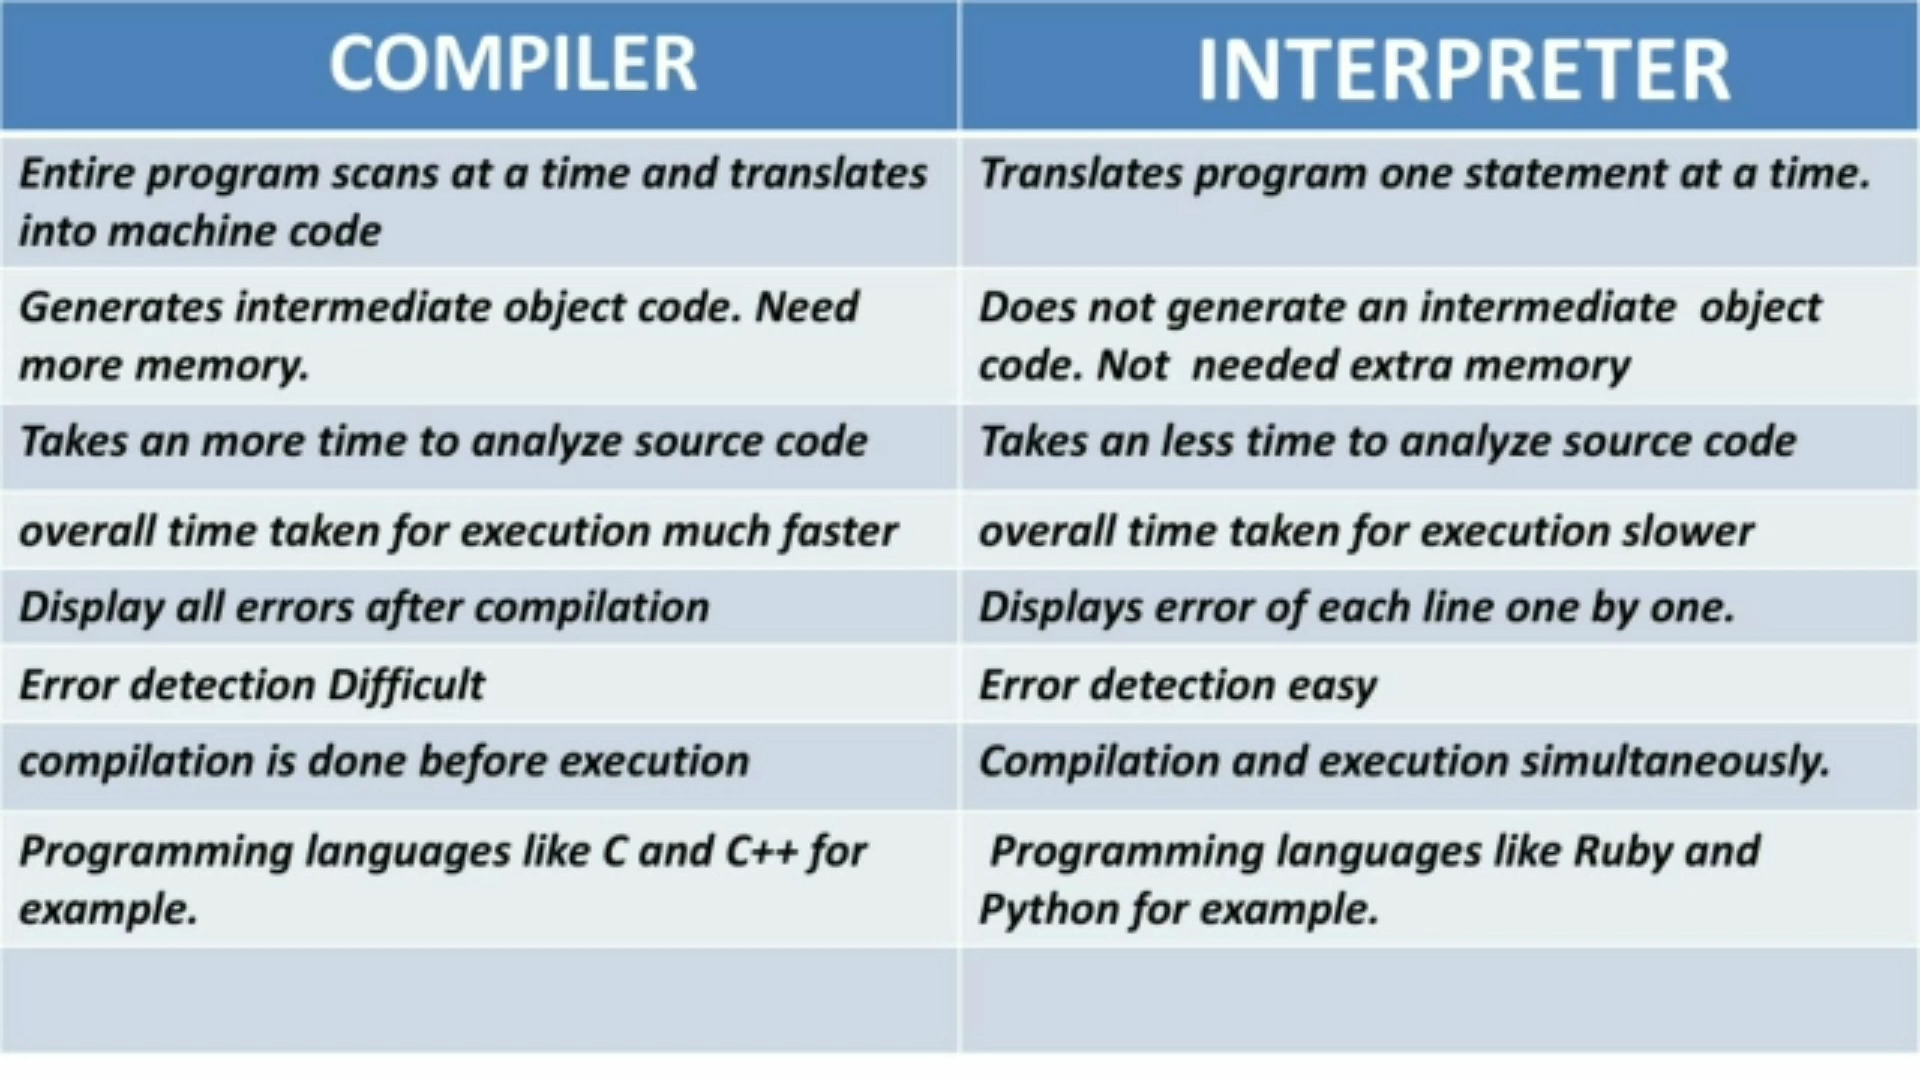 COMPILER
INTERPRETER
Entire program scans at a time and translates
into machine code
Translates program one statement at a time.
Generates intermediate object code. Need
more memory.
Does not generate an intermediate  object
code. Not  needed extra memory
Takes an more time to analyze source code
Takes an less time to analyze source code
overall time taken for execution much faster
overall time taken for execution slower
Display all errors after compilation
Displays error of each line one by one.
Error detection Difficult
Error detection easy
compilation is done before execution
Compilation and execution simultaneously.
Programming languages like C and C++ for
example.
Programming languages like Ruby and
Python for example.